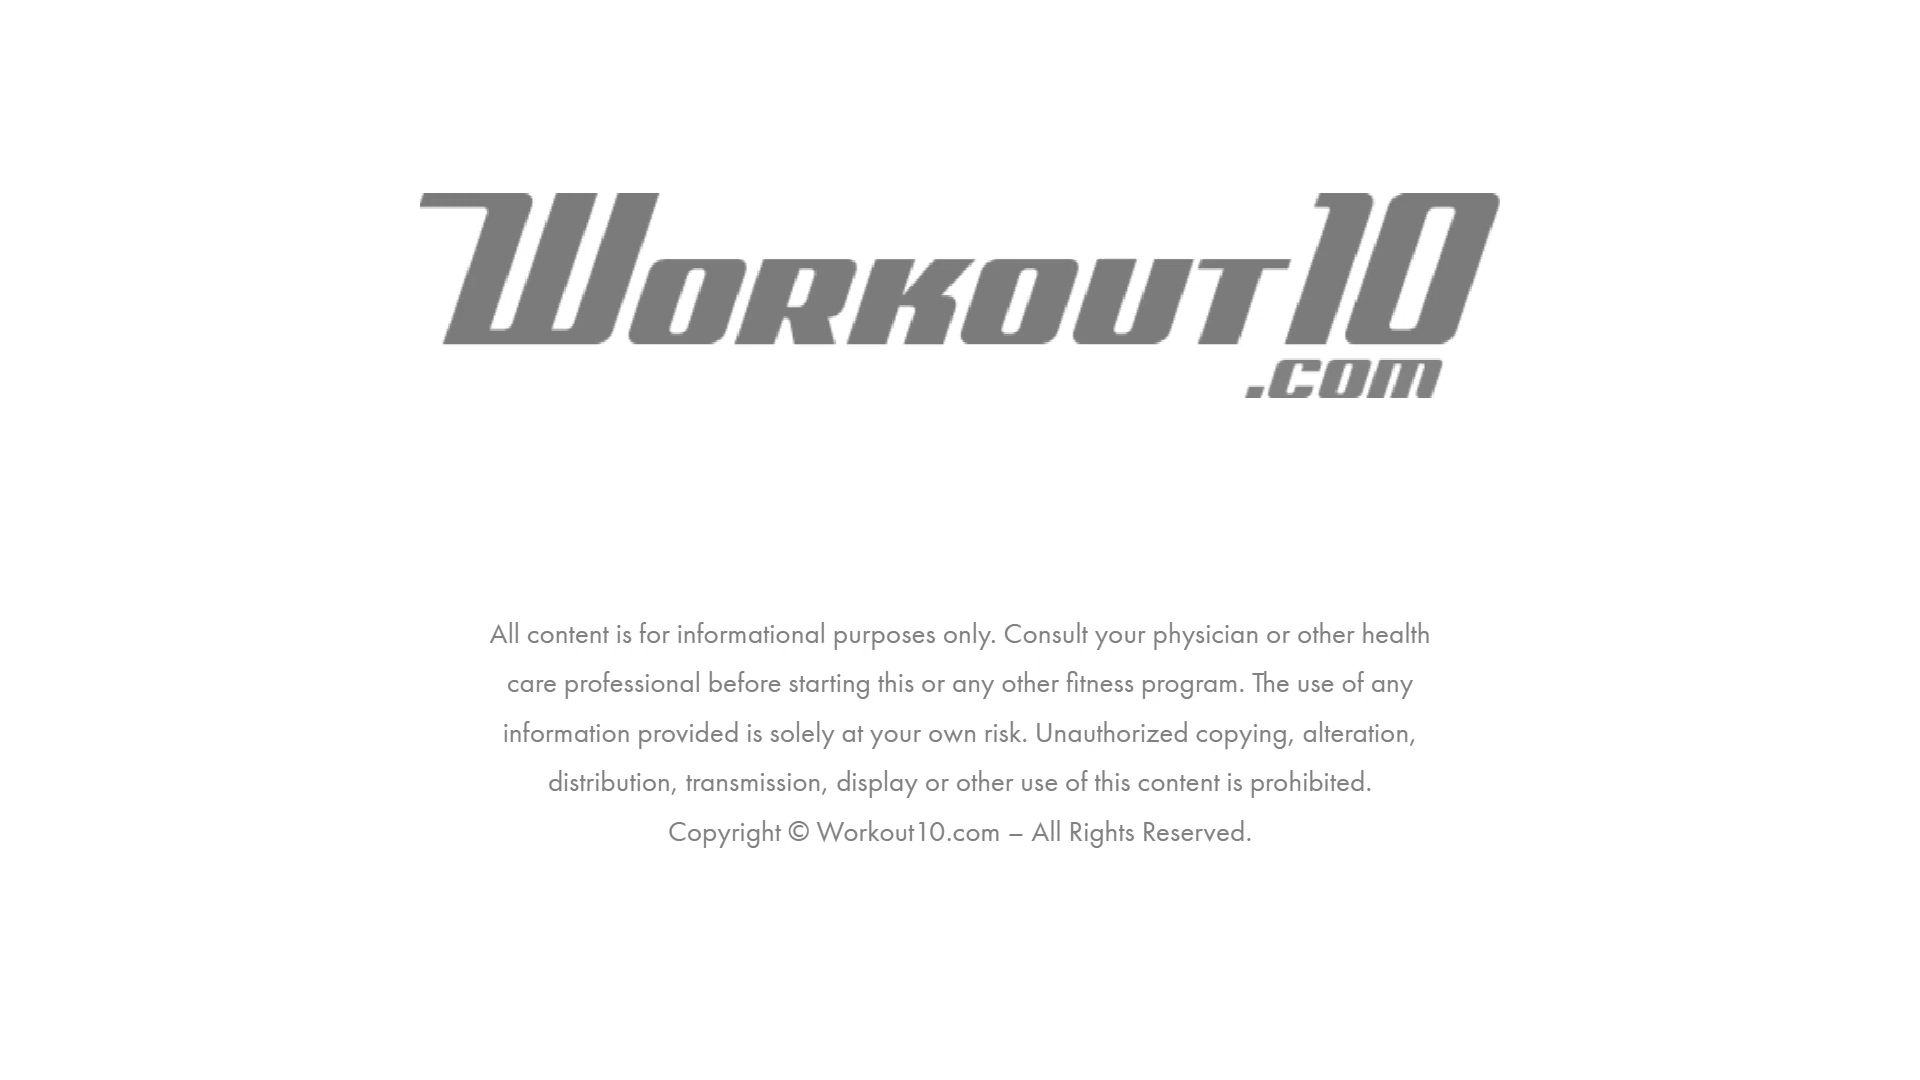 Workout10
.com
All content is for informational purposes only. Consult your physician or other health
care professional before starting this or any other fitness program. The use of any
information provided is solely at your own risk. Unauthorized copying, alteration,
distribution, transmission, display or other use of this content is prohibited.
Copyright © Workout10.com – All Rights Reserved.